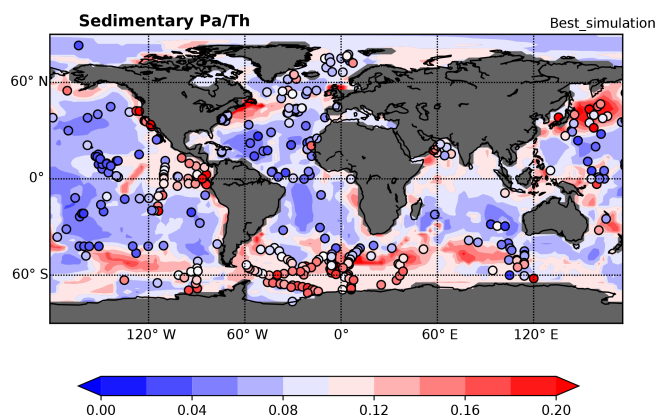 Sedimentary Pa/Th
Best_simulation
60° N
0°
60° S
120° W 60° W 0° 60° E 120° E
0.00 0.04 0.08 0.12 0.16 0.20